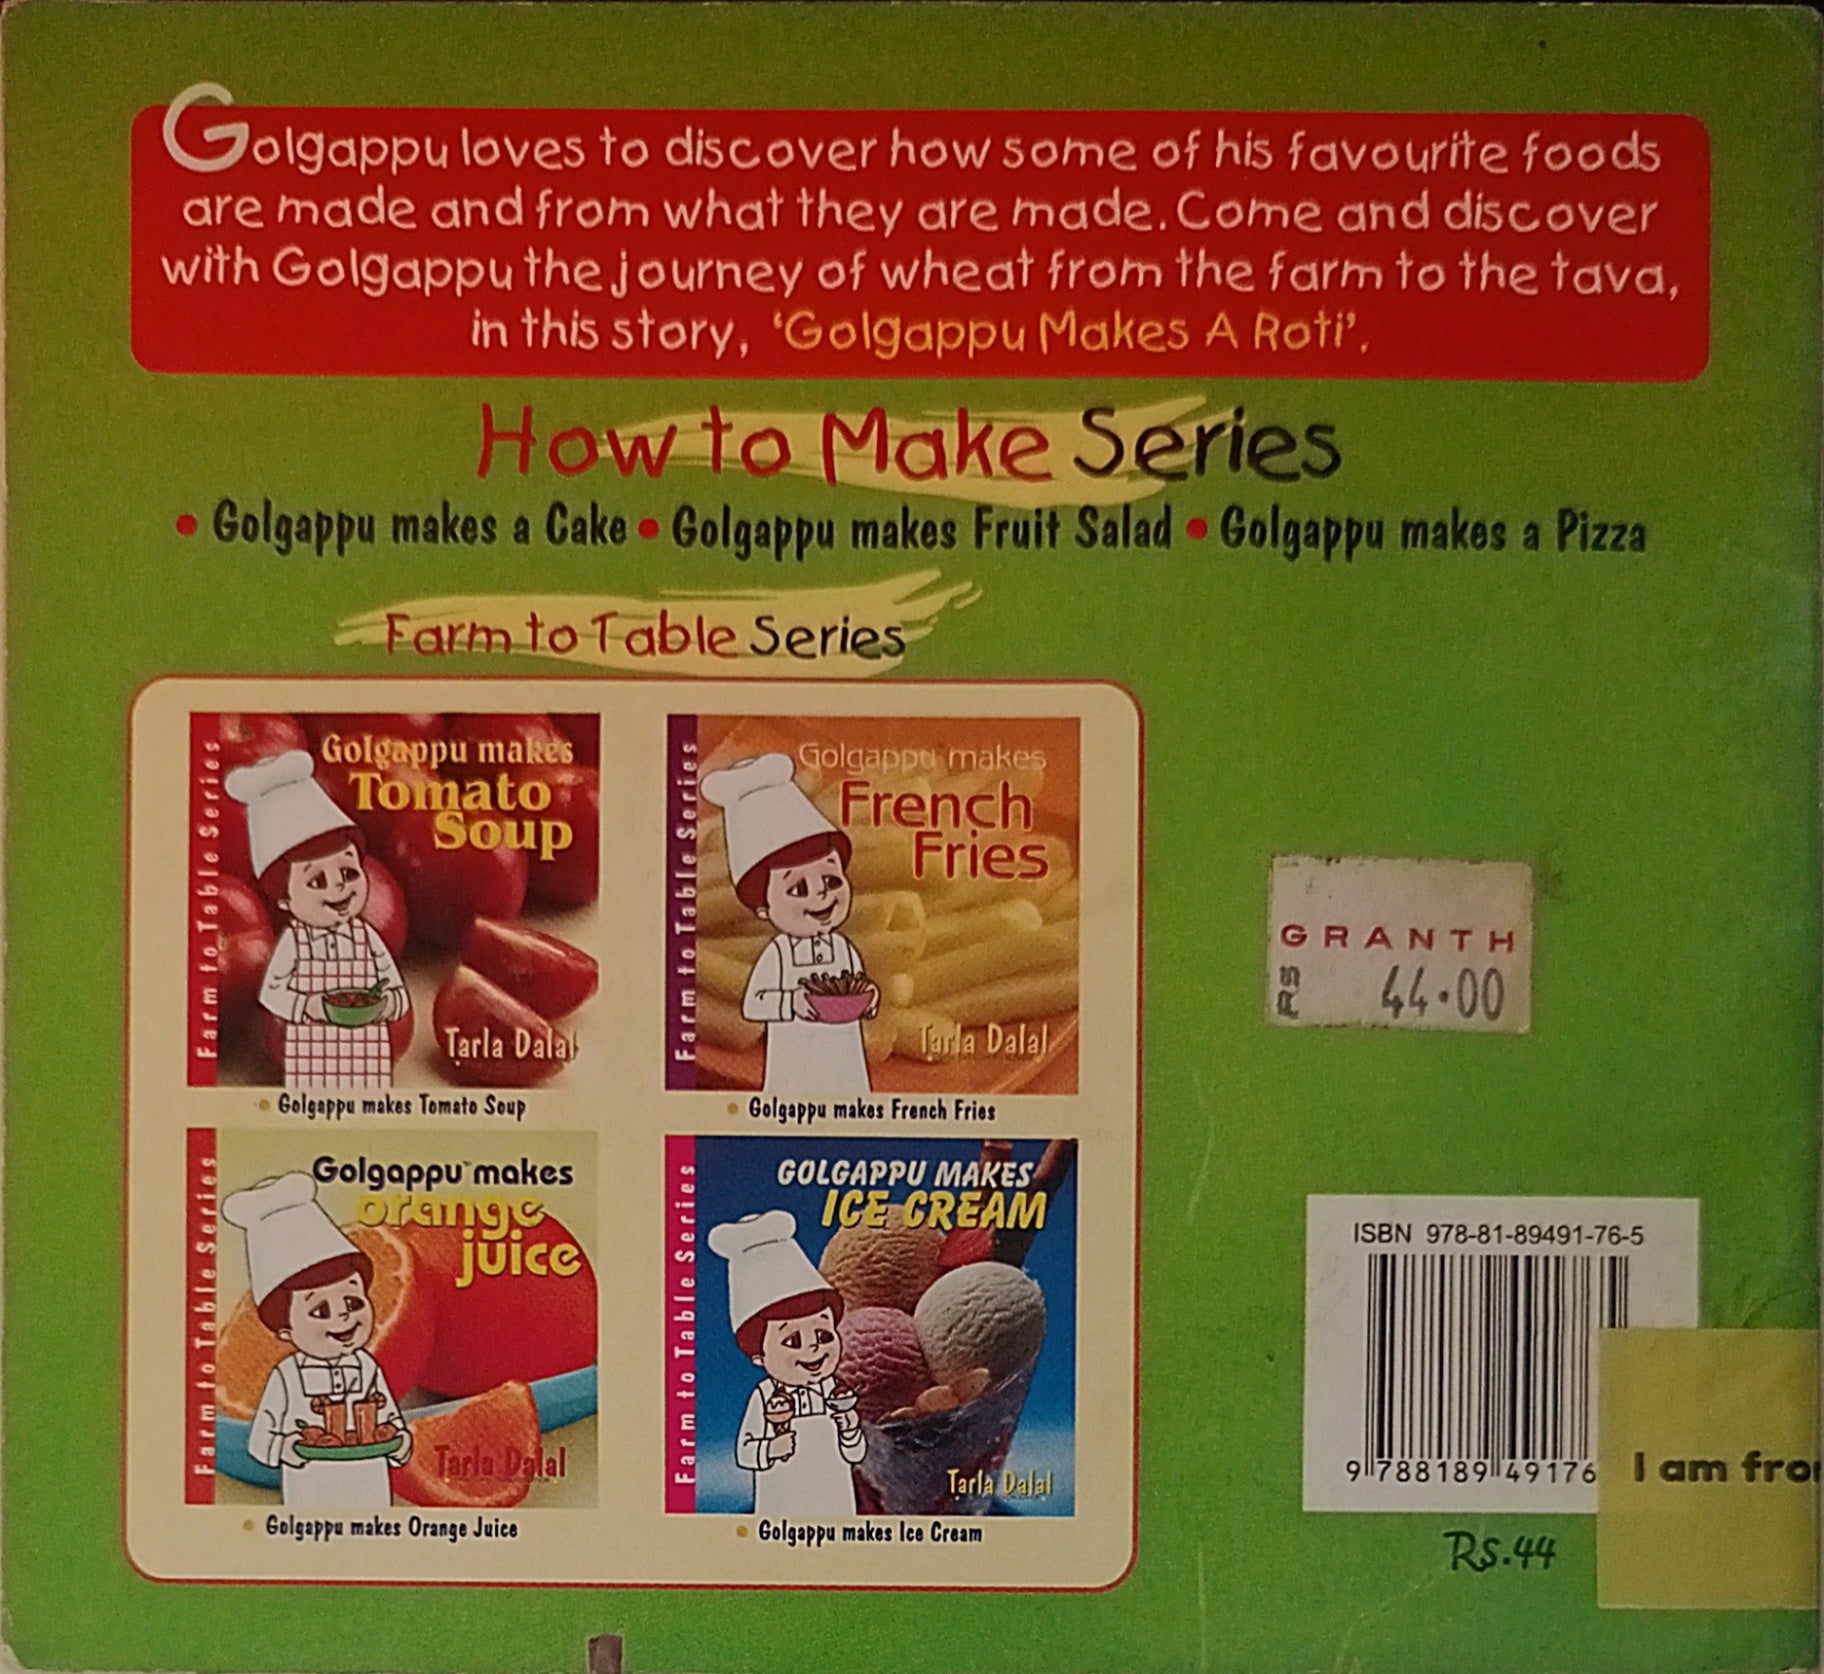 Golgappu loves to discover how some of his favourite foods
are made and from what they are made. Come and discover
with Golgappu the journey of wheat from the farm to the tava,
in this story, 'Golgappu Makes A Roti'.
How to Make Series
• Golgappu makes a Cake • Golgappu makes Fruit Salad • Golgappu makes a Pizza
Farm to Table Series
Farm to Table Series
Golgappu makes
Tomato
Soup
Tarla Dalal
• Golgappu makes Tomato Soup
Farm to Table Series
Golgappu makes
French
Fries
Tarla Dalal
• Golgappu makes French Fries
Farm to Table Series
Golgappu™ makes
orange
juice
Tarla Dalal
• Golgappu makes Orange Juice
Farm to Table Series
GOLGAPPU MAKES
ICE CREAM
Tarla Dalal
• Golgappu makes Ice Cream
GRANTH
RS 44.00
ISBN 978-81-89491-76-5
9 788189 49176
Rs.44
I am fro